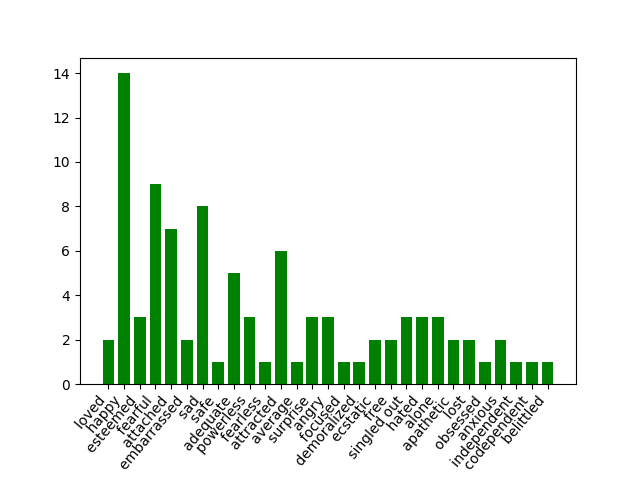 14
12
10
8
6
4
2
0
loved
happy
esteemed
fearful
attached
embarrassed
sad
safe
adequate
powerless
fearless
attracted
average
surprise
angry
focused
demoralized
ecstatic
free
singled out
hated
alone
apathetic
lost
obsessed
anxious
independent
codependent
belittled